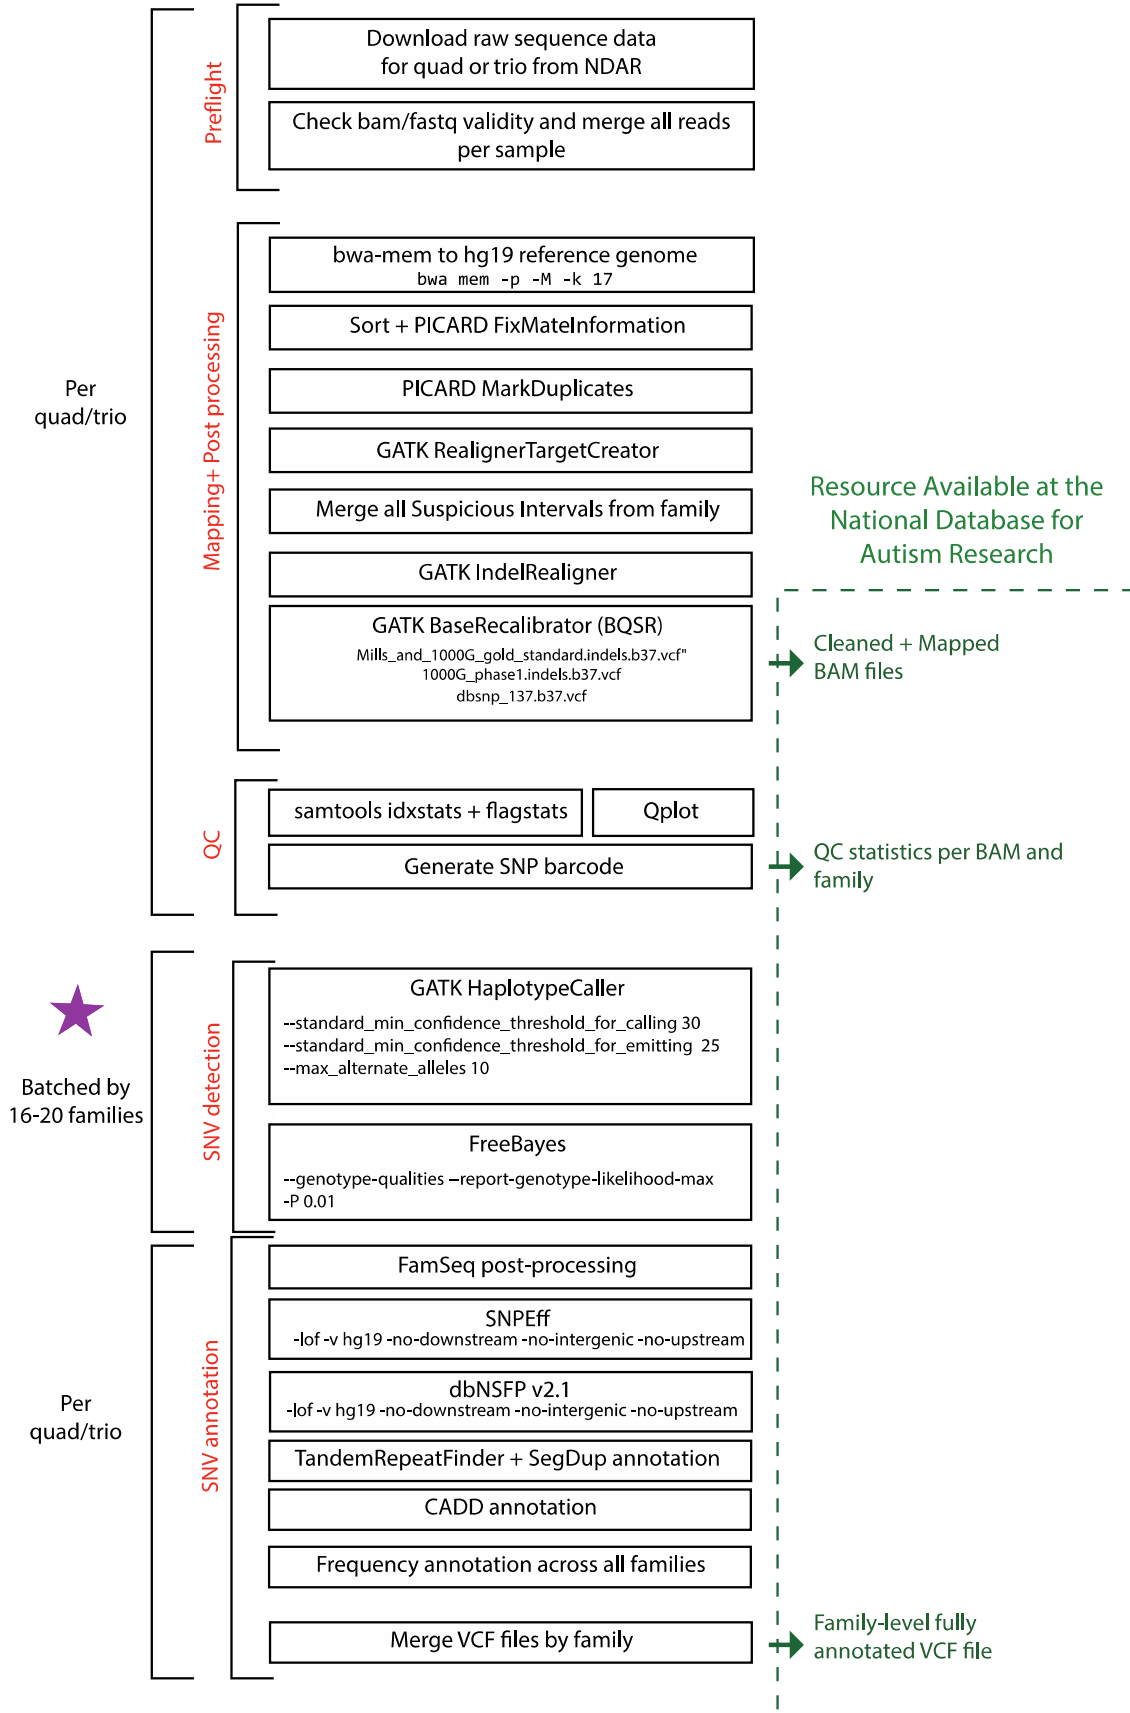 Preflight
Download raw sequence data
for quad or trio from NDAR
Check bam/fastq validity and merge all reads
per sample
Per
quad/trio
Mapping+ Post processing
bwa-mem to hg19 reference genome
bwa mem -p -M -k 17
Sort + PICARD FixMateInformation
PICARD MarkDuplicates
GATK RealignerTargetCreator
Merge all Suspicious Intervals from family
GATK IndelRealigner
GATK BaseRecalibrator (BQSR)
Mills_and_1000G_gold_standard.indels.b37.vcf"
1000G_phase1.indels.b37.vcf
dbsnp_137.b37.vcf
Resource Available at the
National Database for
Autism Research
Cleaned + Mapped
BAM files
QC
samtools idxstats + flagstats
Qplot
Generate SNP barcode
QC statistics per BAM and
family
Batched by
16-20 families
SNV detection
GATK HaplotypeCaller
--standard_min_confidence_threshold_for_calling 30
--standard_min_confidence_threshold_for_emitting 25
--max_alternate_alleles 10
FreeBayes
--genotype-qualities –report-genotype-likelihood-max
-P 0.01
Per
quad/trio
SNV annotation
FamSeq post-processing
SNPEff
-lof -v hg19 -no-downstream -no-intergenic -no-upstream
dbNSFP v2.1
-lof -v hg19 -no-downstream -no-intergenic -no-upstream
TandemRepeatFinder + SegDup annotation
CADD annotation
Frequency annotation across all families
Merge VCF files by family
Family-level fully
annotated VCF file